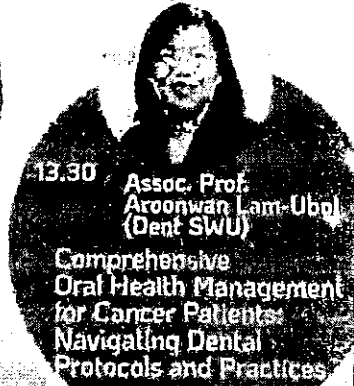 13.30
Assoc. Prof.
Aroonwan Lam-Ubol
(Dent SWU)
Comprehensive
Oral Health Management
for Cancer Patients:
Navigating Dental
Protocols and Practices